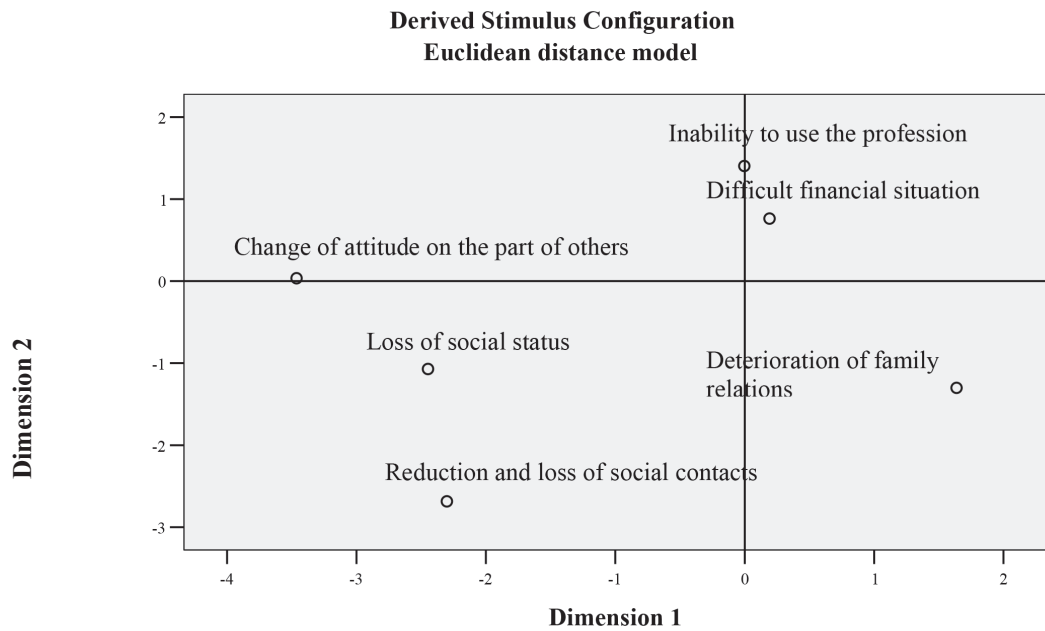 Derived Stimulus Configuration
Euclidean distance model
2
Inability to use the profession
1
Difficult financial situation
Change of attitude on the part of others
0
Loss of social status
-1
Deterioration of family
relations
-2
Reduction and loss of social contacts
-3
-4 -3 -2 -1 0 1 2
Dimension 1
Dimension 2